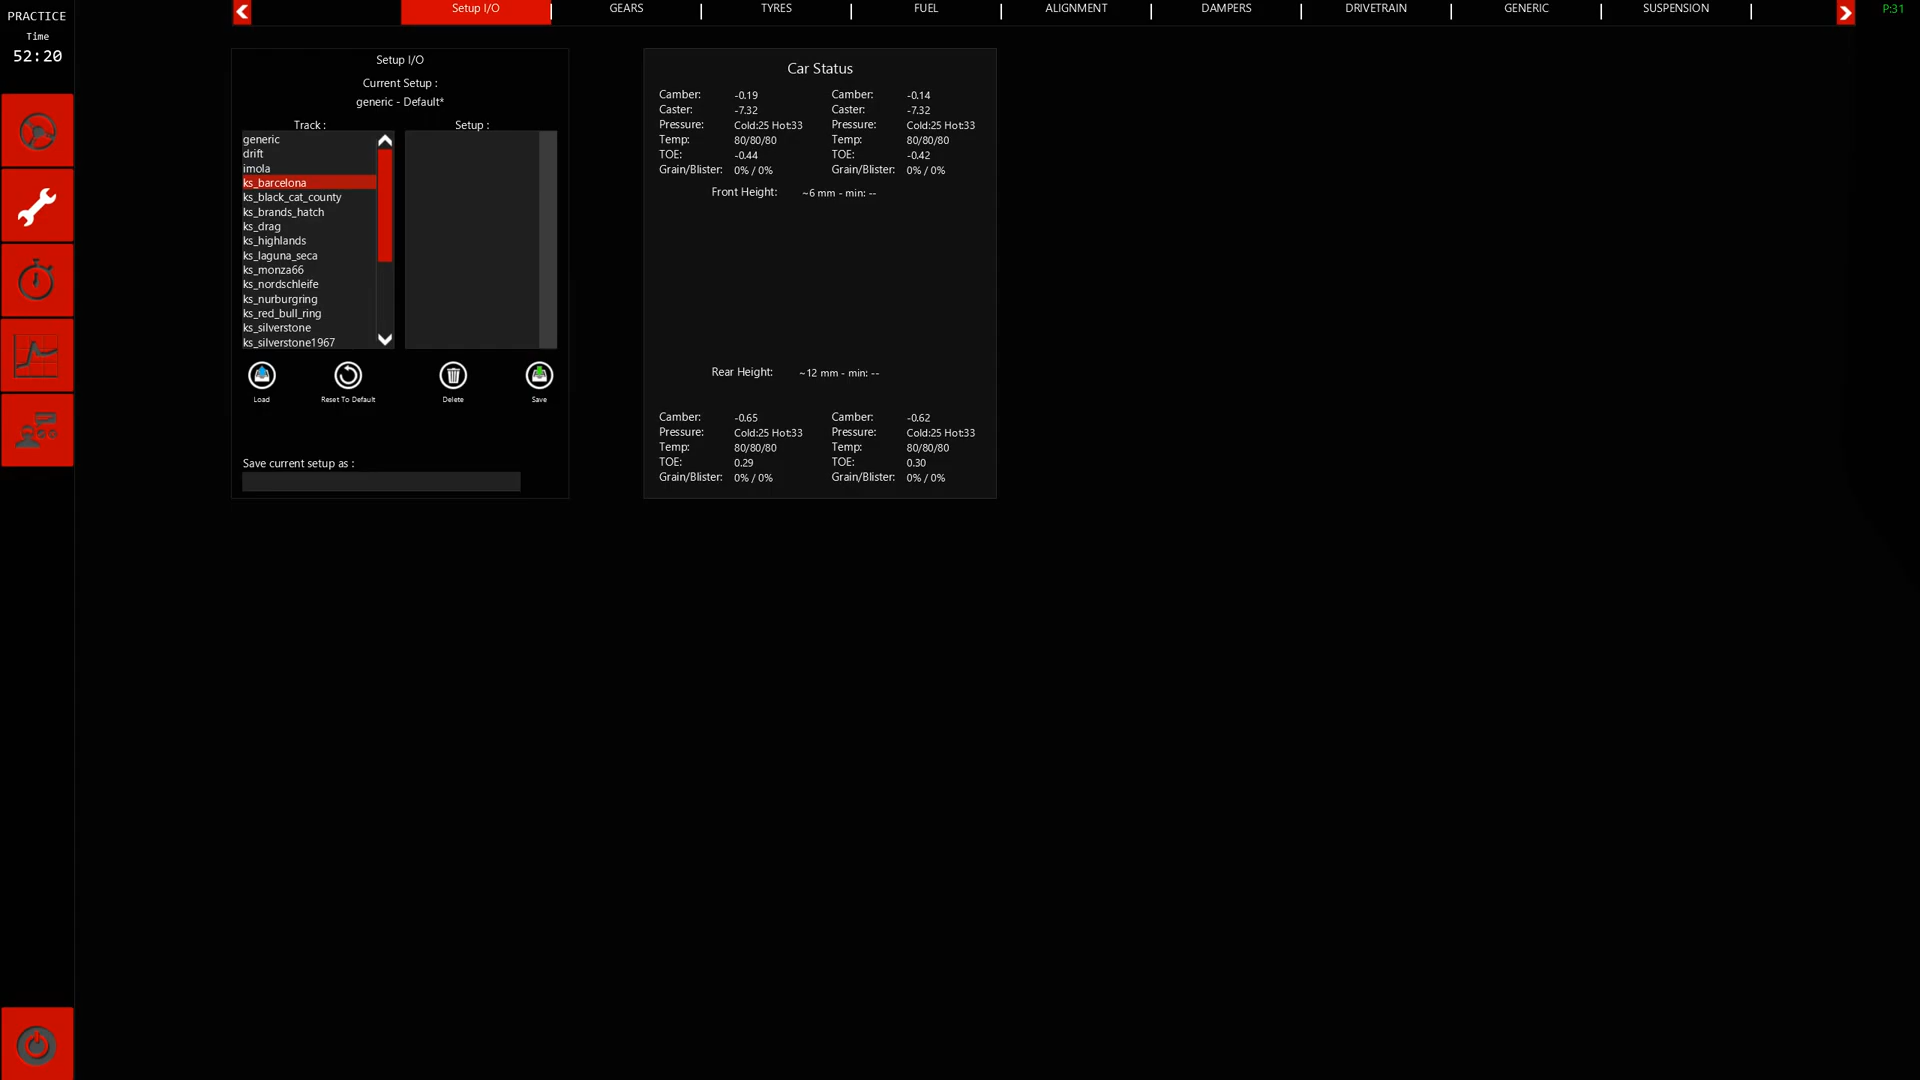 PRACTICE
Time
52:20
Setup I/O
GEARS
TYRES
FUEL
ALIGNMENT
DAMPERS
DRIVETRAIN
GENERIC
SUSPENSION
P:31
Setup I/O
Current Setup :
generic - Default*
Track :
Setup :
generic
drift
imola
ks_barcelona
ks_black_cat_county
ks_brands_hatch
ks_drag
ks_highlands
ks_laguna_seca
ks_monza66
ks_nordschleife
ks_nurburgring
ks_red_bull_ring
ks_silverstone
ks_silverstone1967
Load
Reset To Default
Delete
Save
Save current setup as :
Car Status
Camber: -0.19 Camber: -0.14
Caster: -7.32 Caster: -7.32
Pressure: Cold:25 Hot:33 Pressure: Cold:25 Hot:33
Temp: 80/80/80 Temp: 80/80/80
TOE: -0.44 TOE: -0.42
Grain/Blister: 0% / 0% Grain/Blister: 0% / 0%
Front Height: ~6 mm - min: --
Rear Height: ~12 mm - min: --
Camber: -0.65 Camber: -0.62
Pressure: Cold:25 Hot:33 Pressure: Cold:25 Hot:33
Temp: 80/80/80 Temp: 80/80/80
TOE: 0.29 TOE: 0.30
Grain/Blister: 0% / 0% Grain/Blister: 0% / 0%